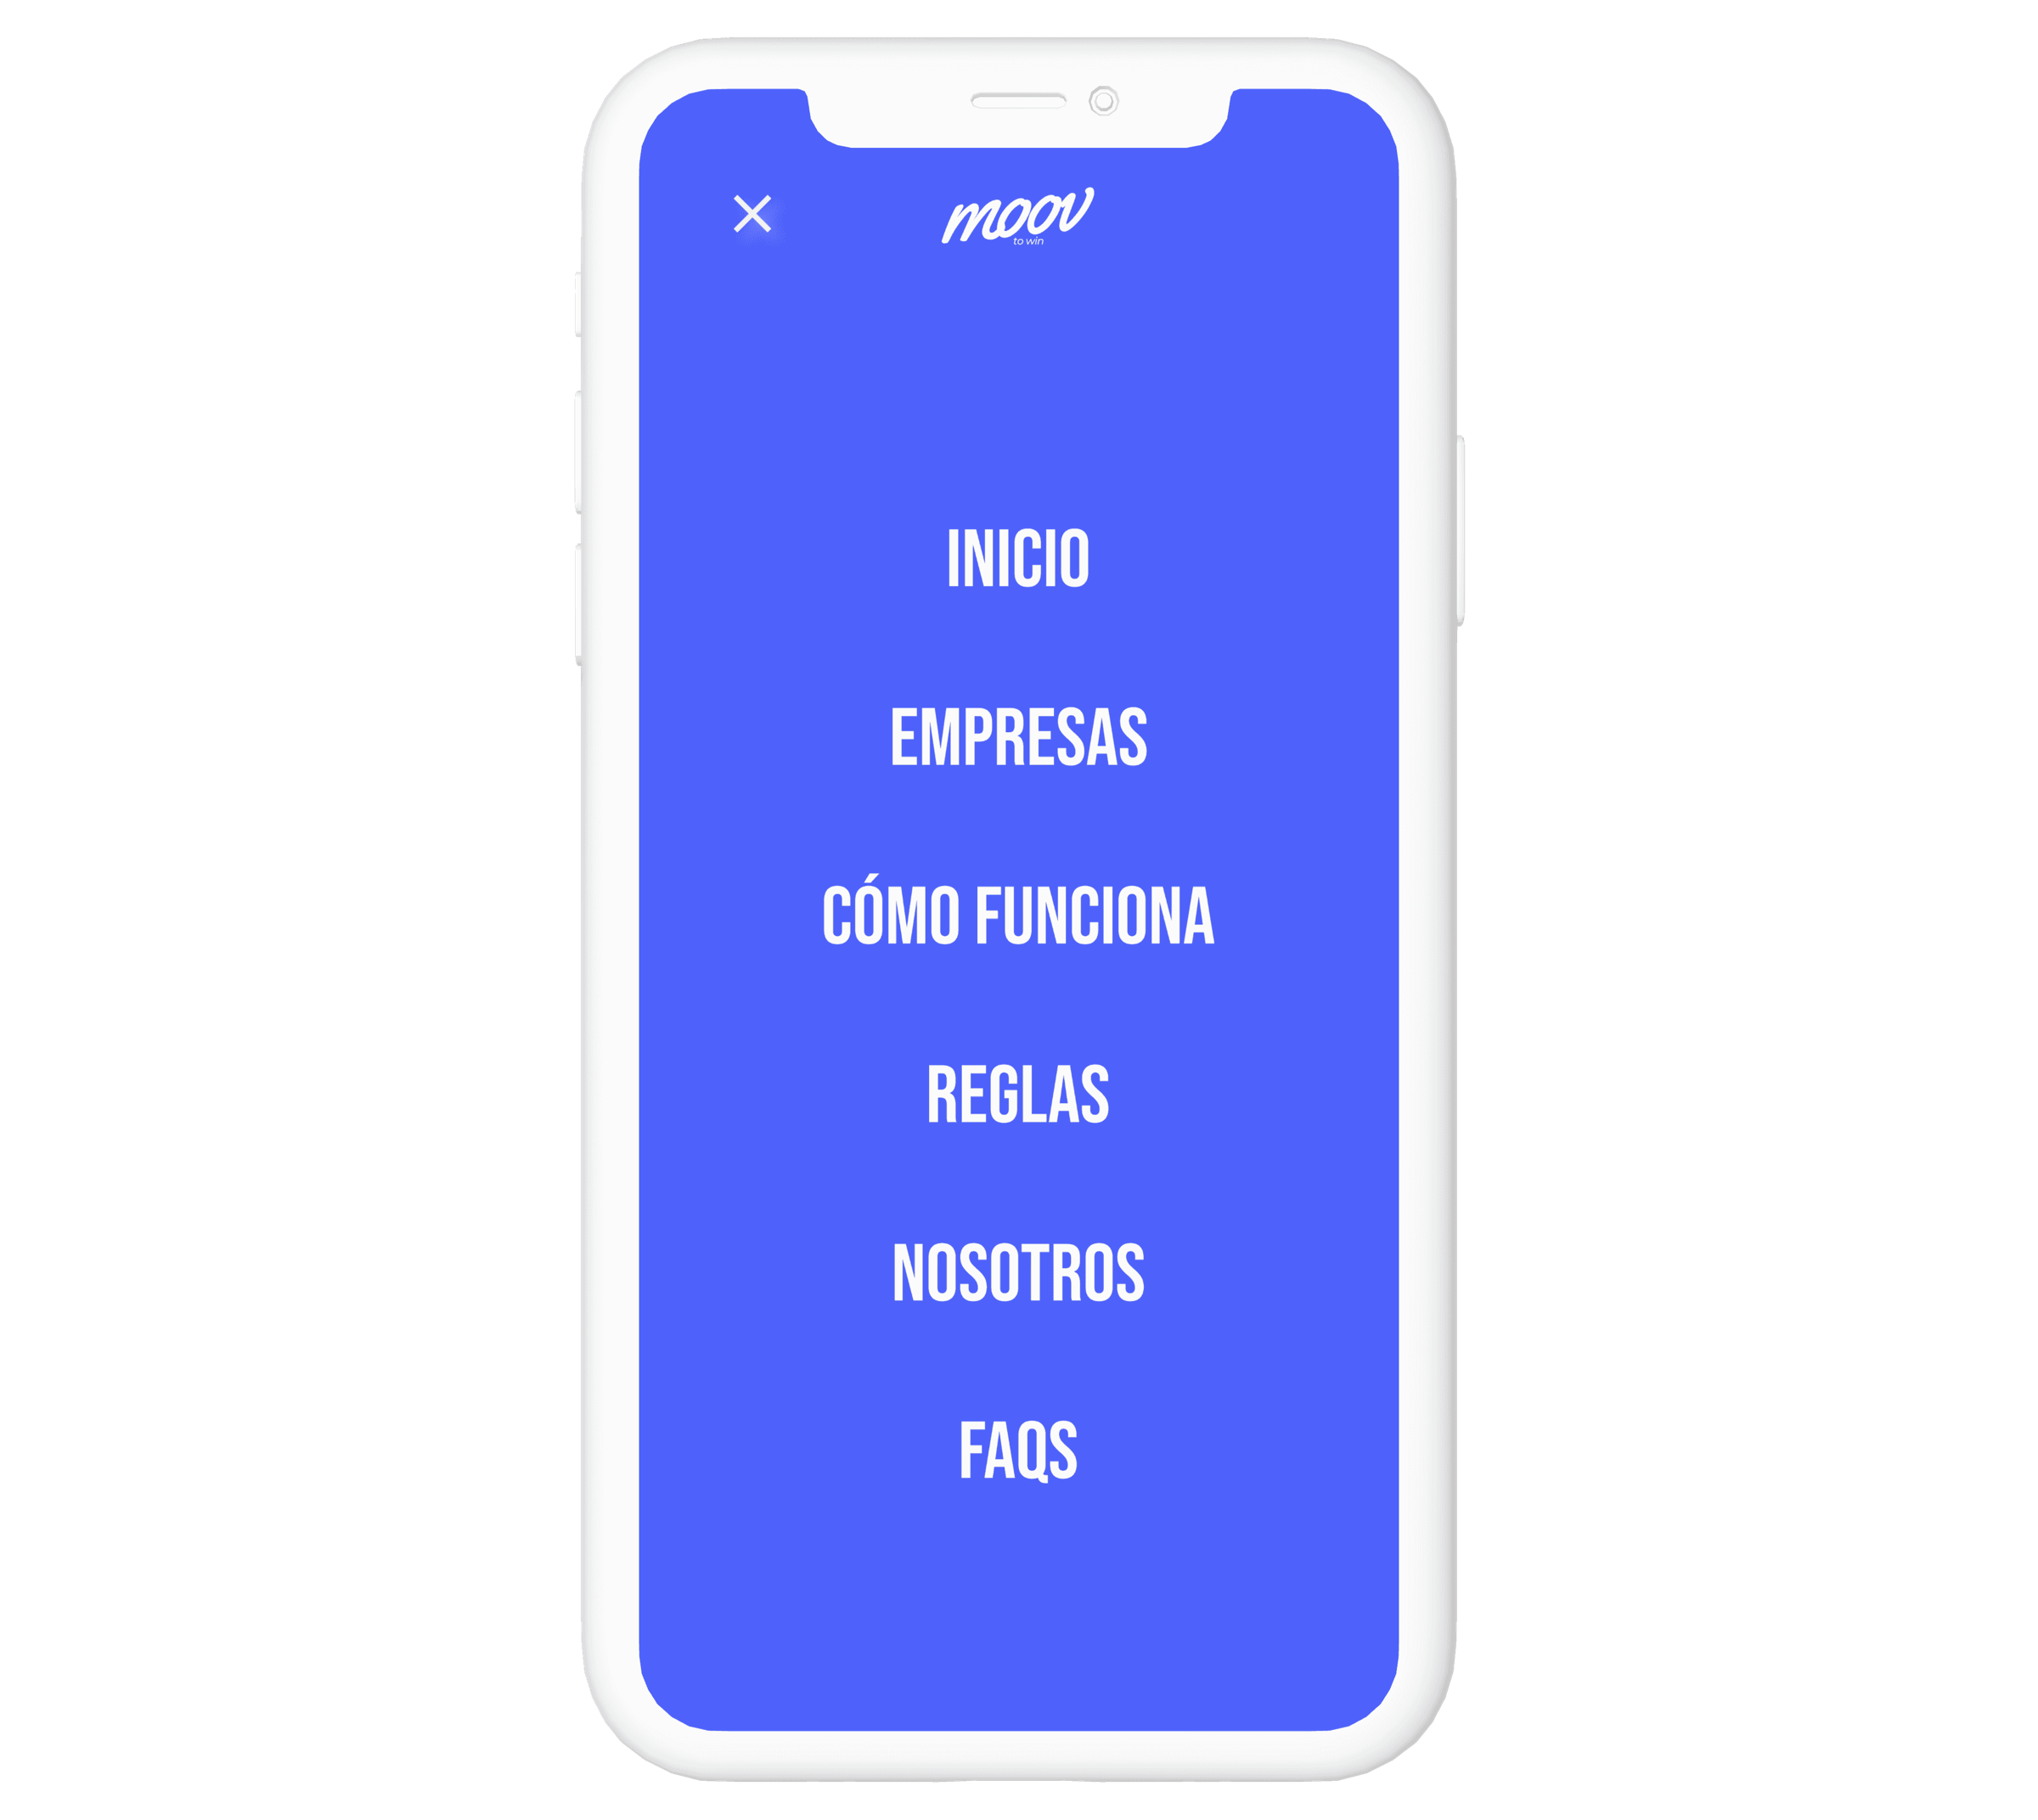 moov
to win
INICIO
EMPRESAS
CÓMO FUNCIONA
REGLAS
NOSOTROS
FAQS